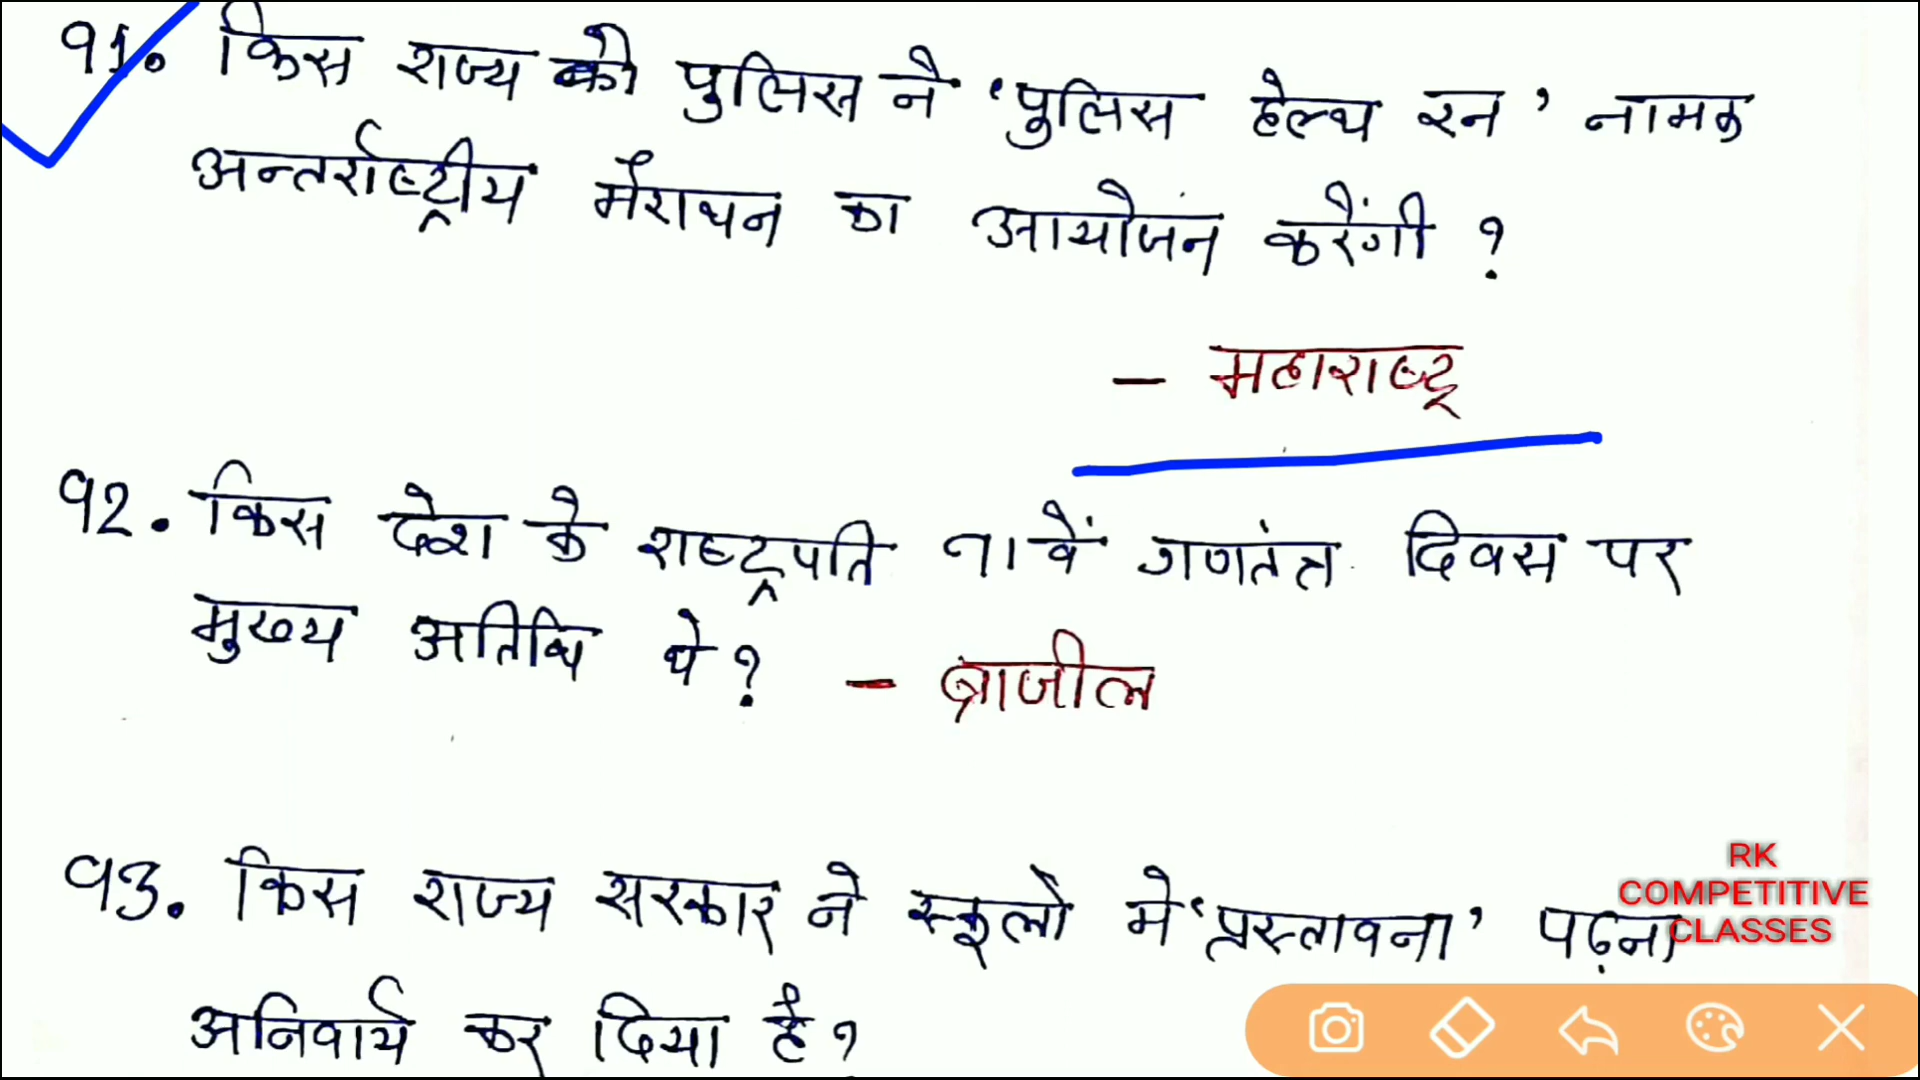 91. किस राज्य की पुलिस ने 'पुलिस हेल्थ रन' नामक
अन्तर्राष्ट्रीय मैराथन का आयोजन करेंगी ?
- महाराष्ट्र
92. किस देश के राष्ट्रपति 71 वें गणतंत्र दिवस पर
मुख्य अतिथि थे ? - ब्राजील
93. किस राज्य सरकार ने स्कूलो मे 'प्रस्तावना' पढ़ना
अनिवार्य कर दिया है ?
RK
COMPETITIVE
CLASSES